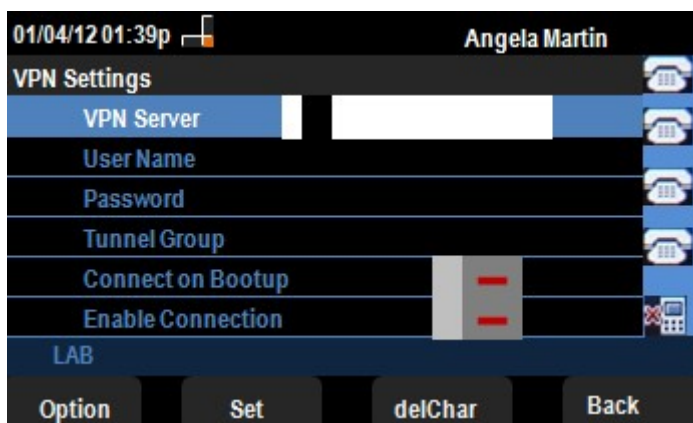 01/04/12 01:39p Angela Martin
VPN Settings
VPN Server
User Name
Password
Tunnel Group
Connect on Bootup
Enable Connection
LAB
Option Set delChar Back